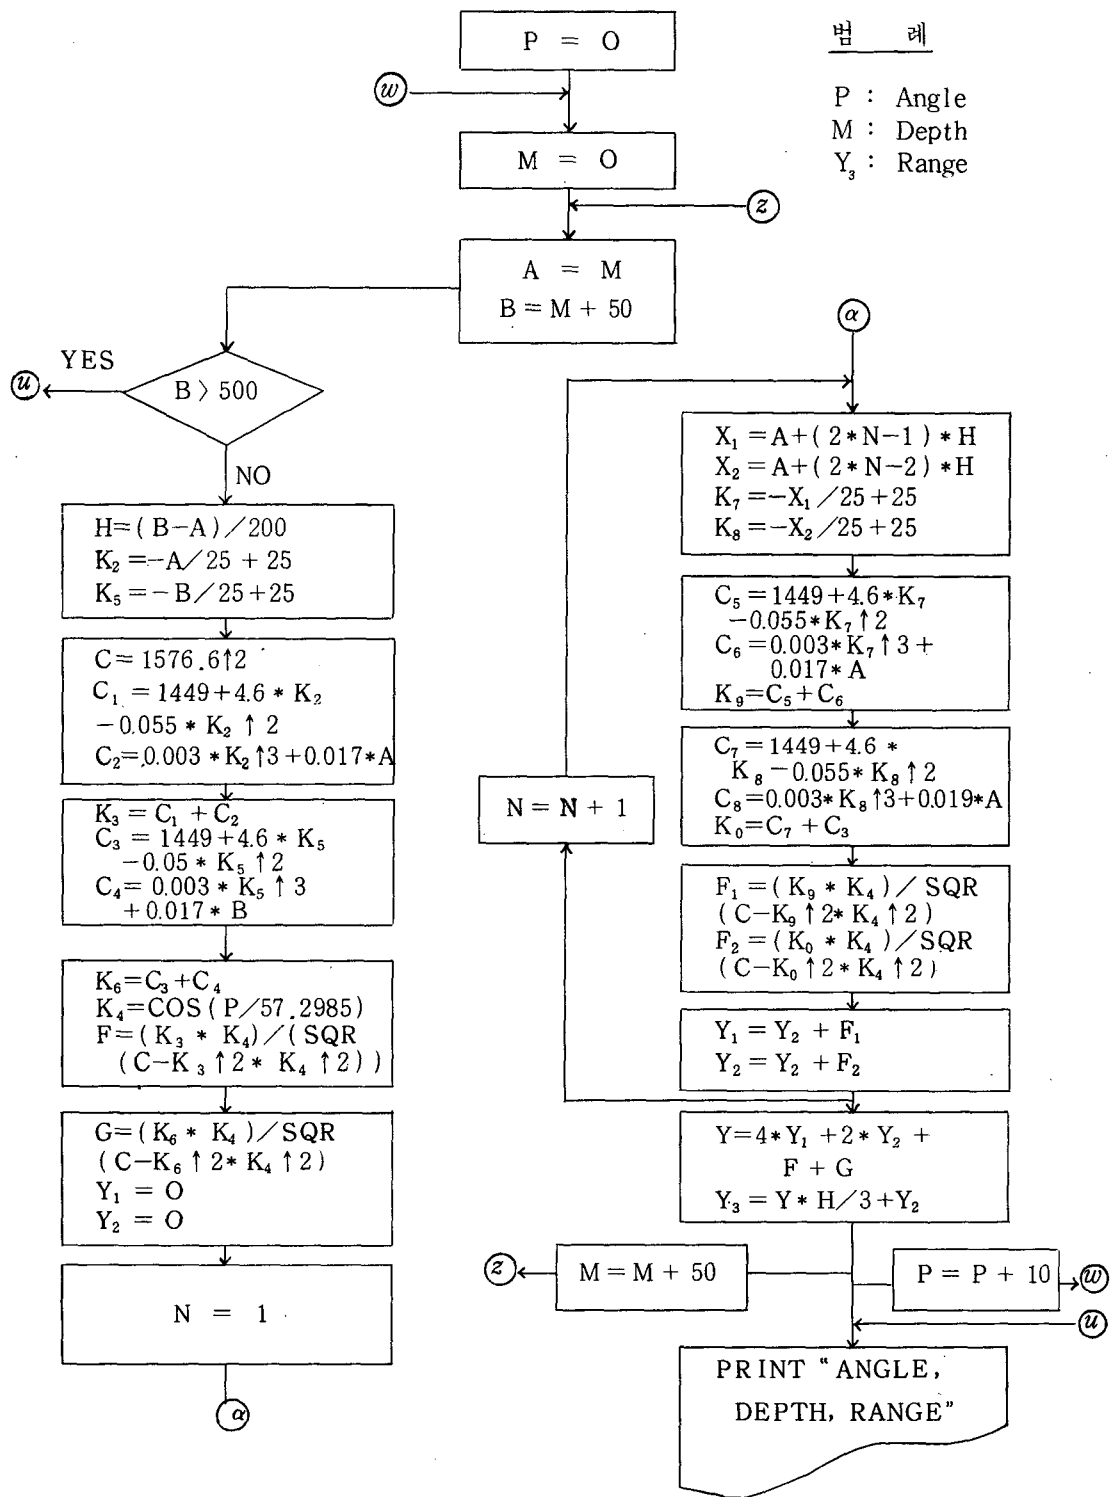 P = O
범 례
P : Angle
M : Depth
Y₃ : Range
w
M = O
z
A = M
B = M + 50
YES
u
B > 500
NO
H=(B-A)/200
K₂=-A/25 + 25
K₅=-B/25+25
C=1576.6↑2
C₁ = 1449+4.6 * K₂
-0.055 * K₂ ↑ 2
C₂=0.003 *K₂↑3+0.017*A
K₃= C₁ + C₂
C₃ = 1449+4.6 * K₅
-0.05 * K₅ ↑2
C₄= 0.003 * K₅ ↑ 3
+0.017* B
K₆=C₃+C₄
K₄=COS(P/57.2985)
F=(K₃ * K₄)/(SQR
(C-K₃↑2* K₄↑2))
G=(K₆* K₄)/SQR
(C-K₆↑2*K₄↑2)
Y₁ = O
Y₂ = O
N = 1
α
α
X₁=A+(2*N-1)*H
X₂=A+(2*N-2)*H
K₇=-X₁/25+25
K₈=-X₂/25+25
C₅=1449+4.6*K₇
-0.055*K₇↑2
C₆=0.003*K₇↑3+
0.017*A
K₉=C₅+C₆
C₇=1449+4.6 *
K₈-0.055*K₈↑2
C₈=0.003*K₈↑3+0.019*A
K₀=C₇ + C₃
N = N + 1
F₁=(K₉*K₄)/SQR
(C-K₉↑2*K₄↑2)
F₂=(K₀*K₄)/SQR
(C-K₀↑2*K₄↑2)
Y₁ = Y₂ + F₁
Y₂ = Y₂ + F₂
Y=4*Y₁+2*Y₂ +
F + G
Y₃ = Y* H/3+Y₂
z
M = M + 50
P = P + 10
w
u
PRINT “ANGLE,
DEPTH, RANGE”